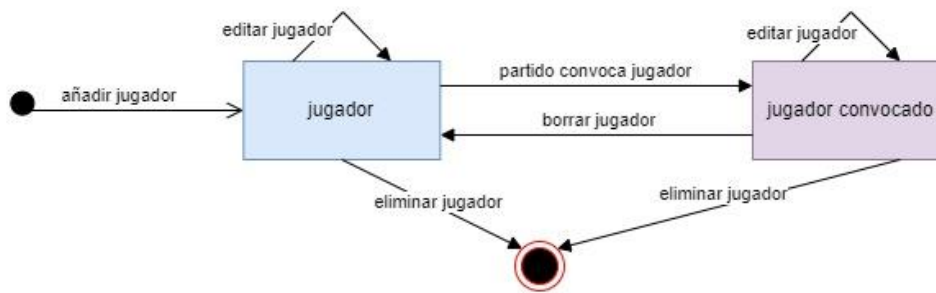 editar jugador
editar jugador
añadir jugador
jugador
partido convoca jugador
borrar jugador
jugador convocado
eliminar jugador
eliminar jugador